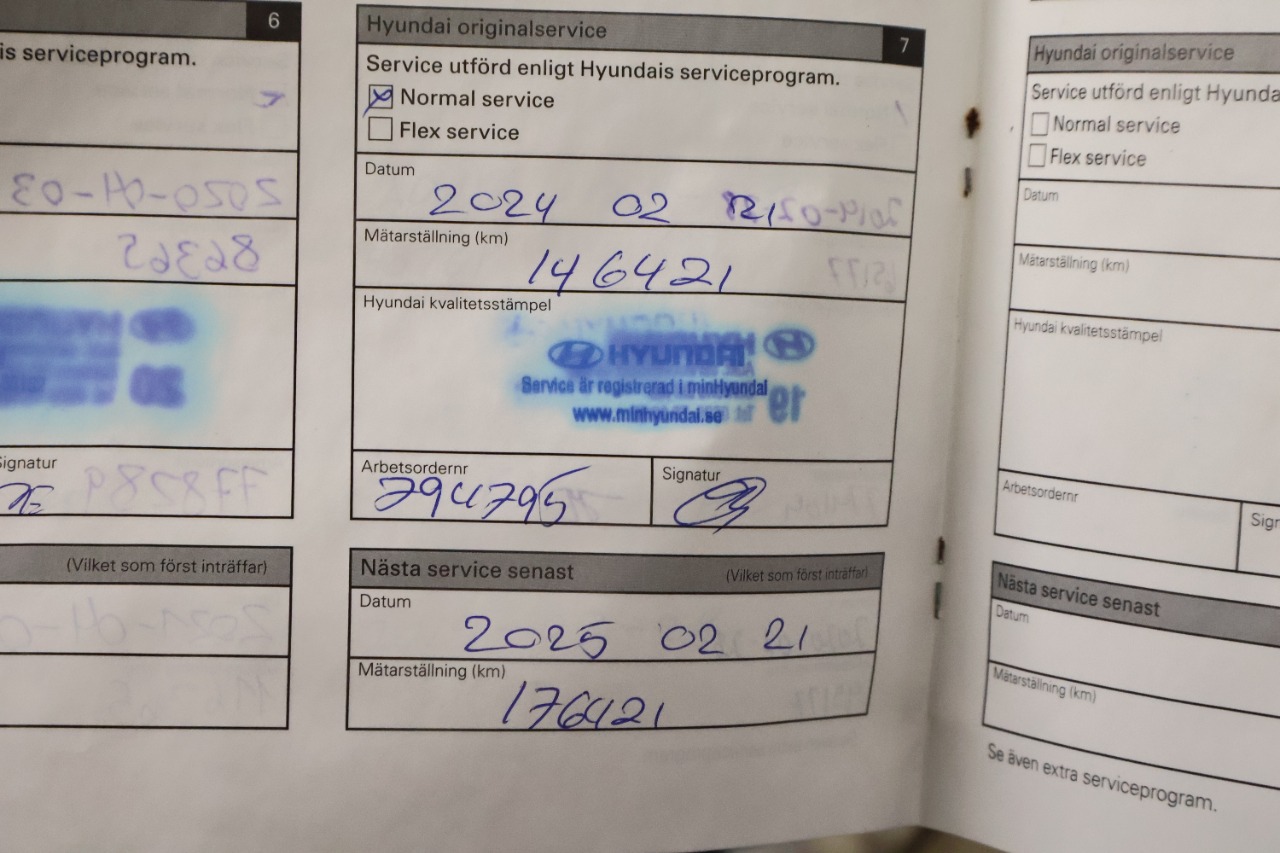 6
is serviceprogram.
Signatur
(Vilket som först inträffar)
Hyundai originalservice
7
Service utförd enligt Hyundais serviceprogram.
Normal service
Flex service
Datum
2024 02 21
Mätarställning (km)
146421
Hyundai kvalitetsstämpel
HYUNDAI
Service är registrerad i minHyundai
www.minhyundai.se
Arbetsordernr
794795
Signatur
Nästa service senast
(Vilket som först inträffar)
Datum
2025 02 21
Mätarställning (km)
176421
Hyundai originalservice
Service utförd enligt Hyunda
Normal service
Flex service
Datum
Mätarställning (km)
Hyundai kvalitetsstämpel
Arbetsordernr
Sigr
Nästa service senast
Datum
Mätarställning (km)
Se även extra serviceprogram.